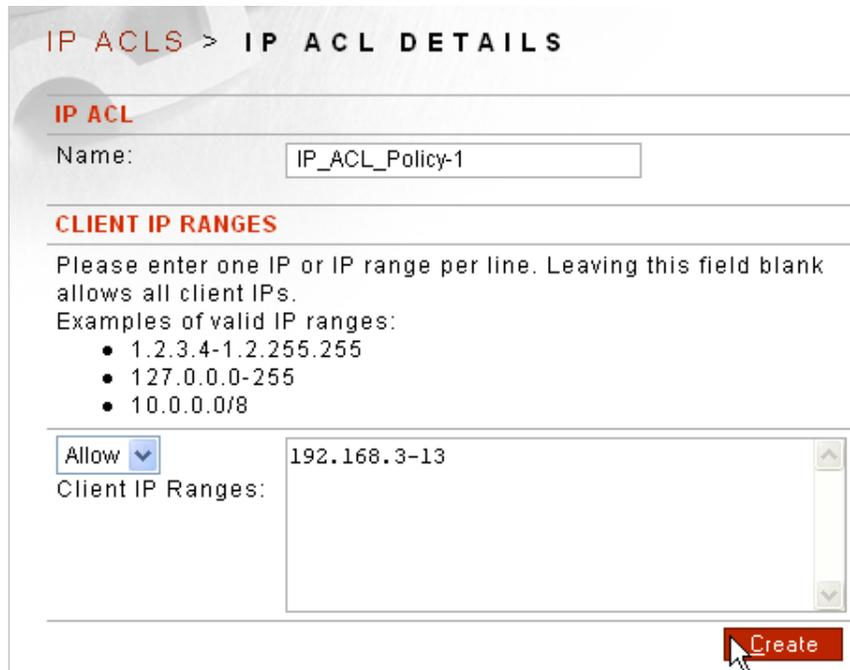 IP ACLS > IP ACL DETAILS
IP ACL
Name:
IP_ACL_Policy-1
CLIENT IP RANGES
Please enter one IP or IP range per line. Leaving this field blank
allows all client IPs.
Examples of valid IP ranges:
• 1.2.3.4-1.2.255.255
• 127.0.0.0-255
• 10.0.0.0/8
Allow
Client IP Ranges:
192.168.3-13
Create